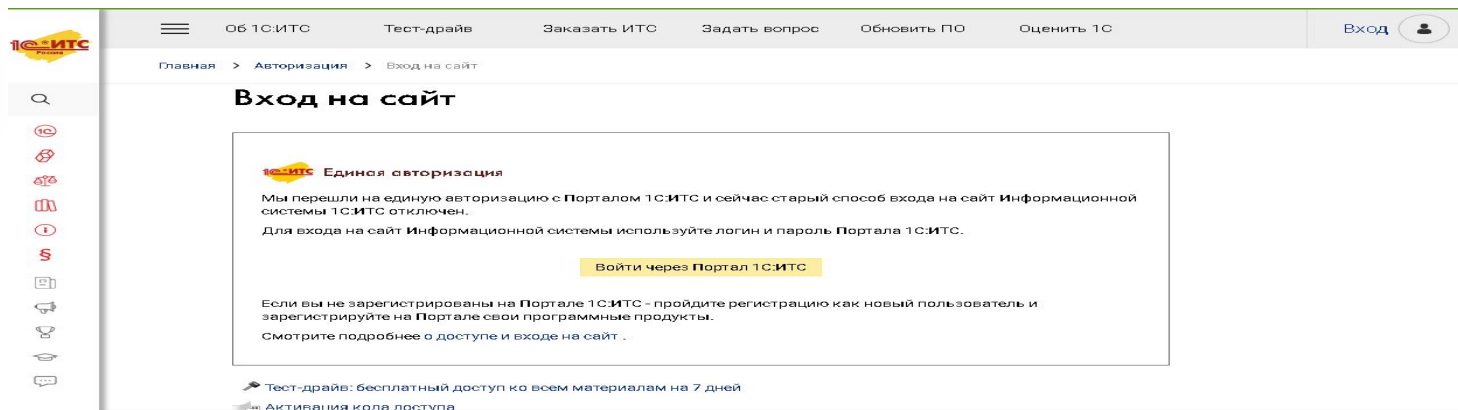 Об 1С:ИТС Тест-драйв Заказать ИТС Задать вопрос Обновить ПО Оценить 1С Вход
1С:ИТС
Россия
Главная > Авторизация > Вход на сайт
Вход на сайт
1С:ИТС Единая авторизация
Мы перешли на единую авторизацию с Порталом 1С:ИТС и сейчас старый способ входа на сайт Информационной
системы 1С:ИТС отключен.
Для входа на сайт Информационной системы используйте логин и пароль Портала 1С:ИТС.
Войти через Портал 1С:ИТС
Если вы не зарегистрированы на Портале 1С:ИТС - пройдите регистрацию как новый пользователь и
зарегистрируйте на Портале свои программные продукты.
Смотрите подробнее о доступе и входе на сайт .
Тест-драйв: бесплатный доступ ко всем материалам на 7 дней
Активация кода доступа